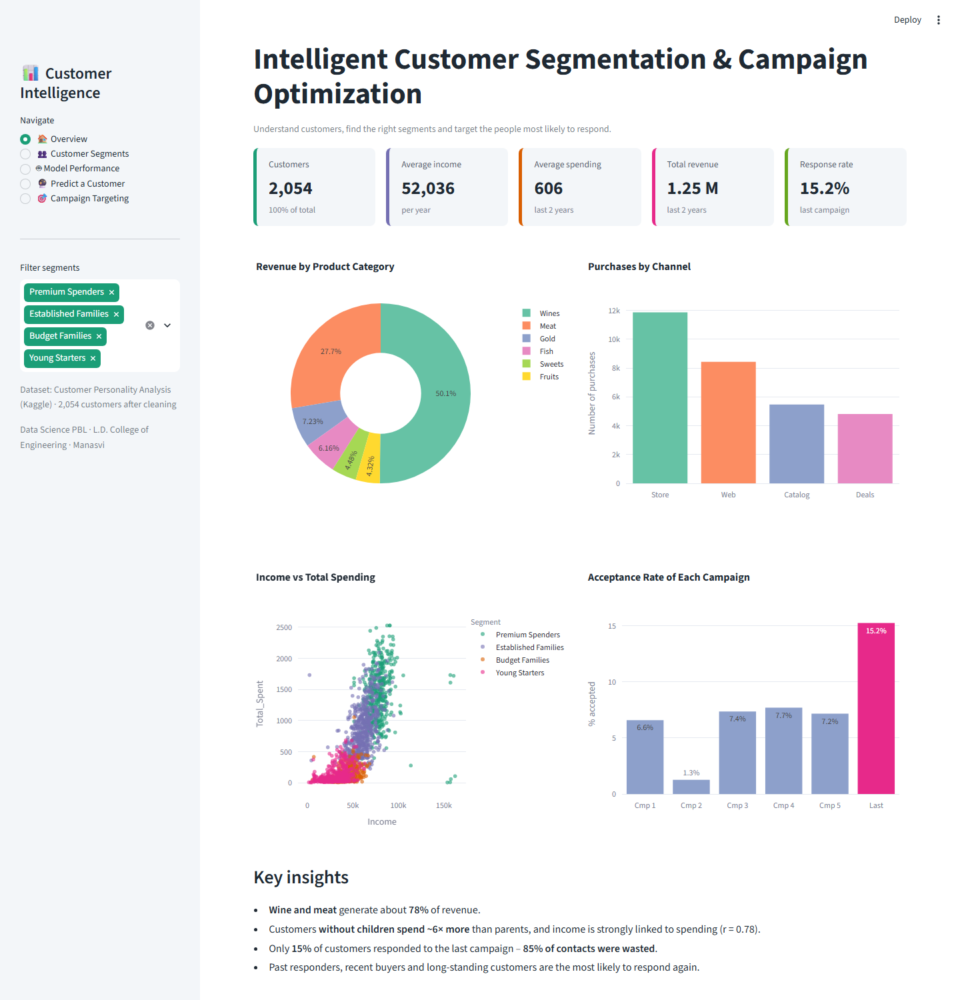 Deploy
📊 Customer
Intelligence
Navigate
🏠 Overview
👥 Customer Segments
Model Performance
🔮 Predict a Customer
🎯 Campaign Targeting
Filter segments
Premium Spenders ×
Established Families ×
Budget Families ×
Young Starters ×
Dataset: Customer Personality Analysis
(Kaggle) · 2,054 customers after cleaning
Data Science PBL · L.D. College of
Engineering · Manasvi
Intelligent Customer Segmentation & Campaign
Optimization
Understand customers, find the right segments and target the people most likely to respond.
Customers
2,054
100% of total
Average income
52,036
per year
Average spending
606
last 2 years
Total revenue
1.25 M
last 2 years
Response rate
15.2%
last campaign
Revenue by Product Category
27.7%
50.1%
7.23%
6.16%
4.48%
4.32%
Wines
Meat
Gold
Fish
Sweets
Fruits
Purchases by Channel
Number of purchases
12k
10k
8k
6k
4k
2k
0
Store
Web
Catalog
Deals
Income vs Total Spending
Total_Spent
2500
2000
1500
1000
500
0
0
50k
100k
150k
Income
Segment
Premium Spenders
Established Families
Budget Families
Young Starters
Acceptance Rate of Each Campaign
% accepted
15
10
5
0
6.6%
1.3%
7.4%
7.7%
7.2%
15.2%
Cmp 1
Cmp 2
Cmp 3
Cmp 4
Cmp 5
Last
Key insights
• Wine and meat generate about 78% of revenue.
• Customers without children spend ~6× more than parents, and income is strongly linked to spending (r = 0.78).
• Only 15% of customers responded to the last campaign – 85% of contacts were wasted.
• Past responders, recent buyers and long-standing customers are the most likely to respond again.